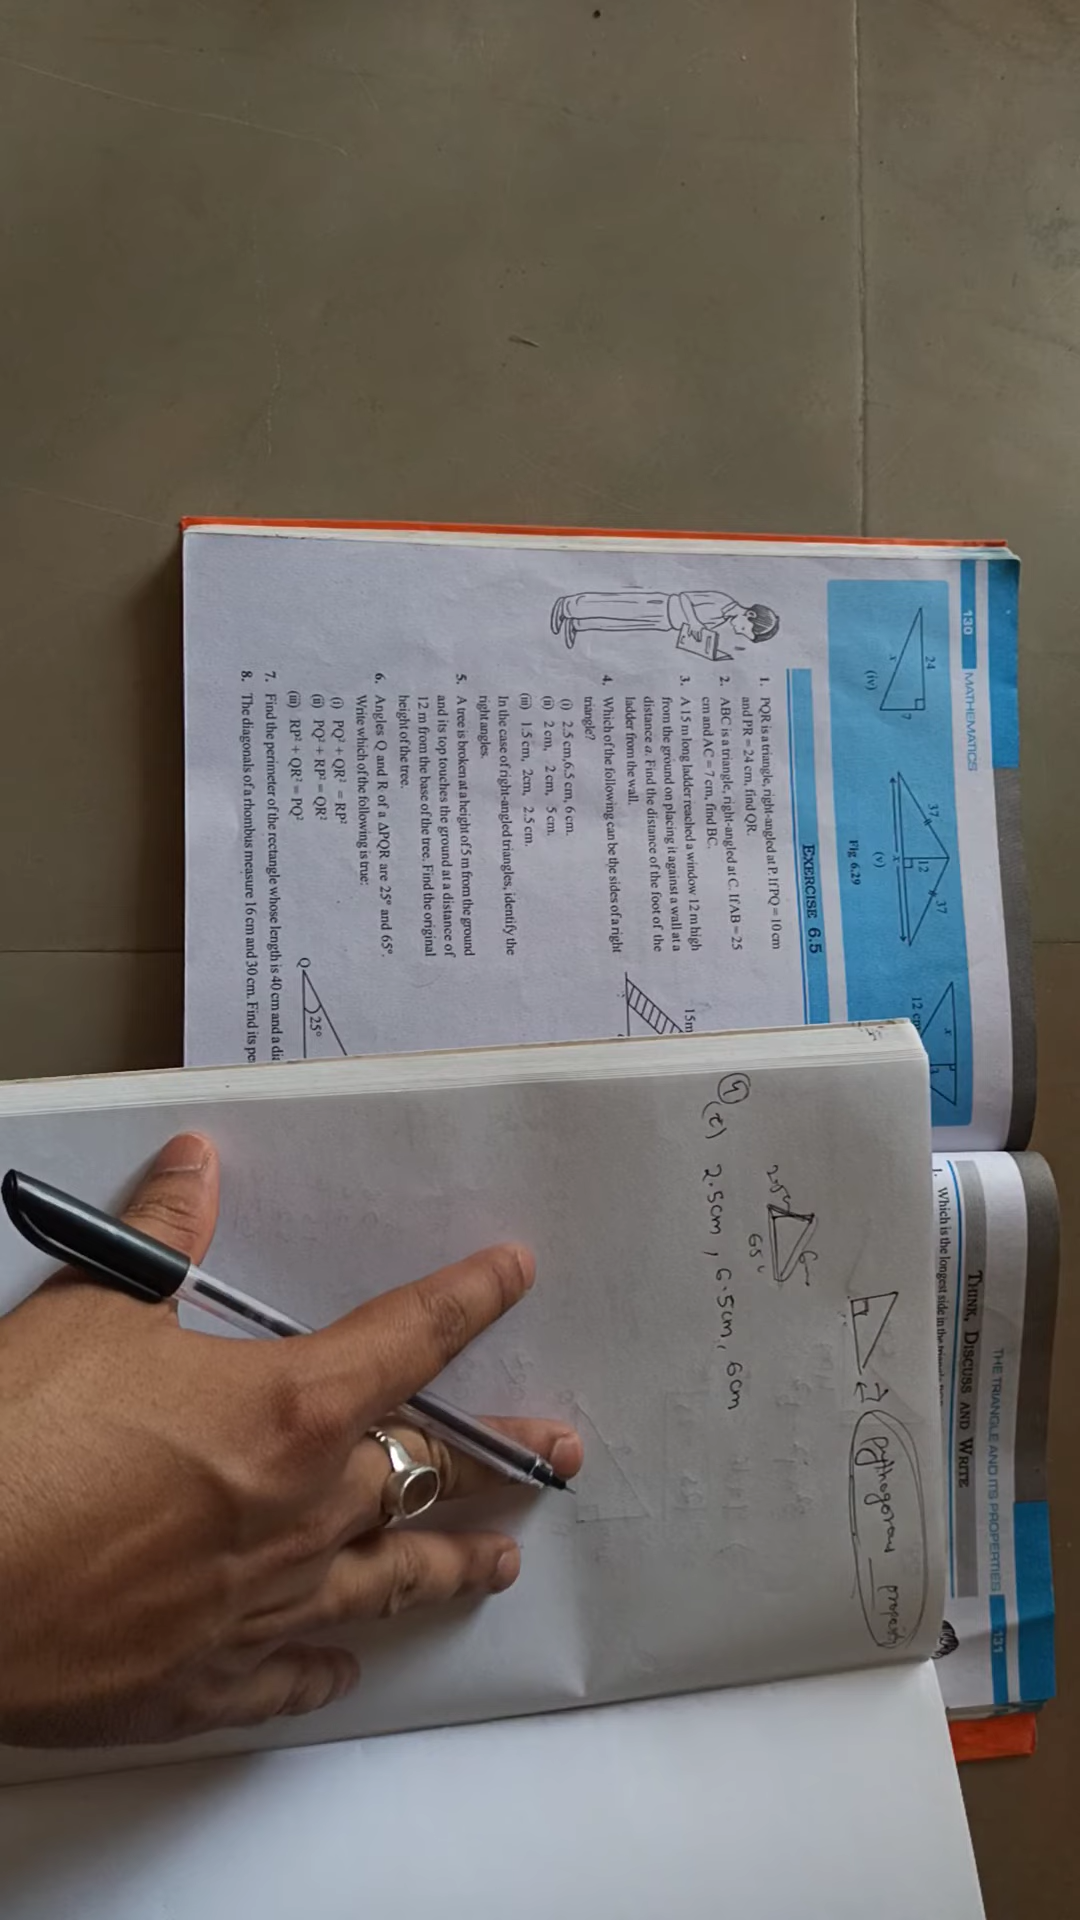 130 MATHEMATICS
24
7
x
(iv)
37
37
12
x
(v)
x
12 cm
3
Fig 6.29
EXERCISE 6.5
1. PQR is a triangle, right-angled at P. If PQ = 10 cm
and PR = 24 cm, find QR.
2. ABC is a triangle, right-angled at C. If AB = 25
cm and AC = 7 cm, find BC.
3. A 15 m long ladder reached a window 12 m high
from the ground on placing it against a wall at a
distance a. Find the distance of the foot of the
ladder from the wall.
15m
4. Which of the following can be the sides of a right
triangle?
(i) 2.5 cm,6.5 cm, 6 cm.
(ii) 2 cm, 2 cm, 5 cm.
(iii) 1.5 cm, 2cm, 2.5 cm.
In the case of right-angled triangles, identify the
right angles.
5. A tree is broken at a height of 5 m from the ground
and its top touches the ground at a distance of
12 m from the base of the tree. Find the original
height of the tree.
6. Angles Q and R of a ΔPQR are 25º and 65º.
Write which of the following is true:
(i) PQ² + QR² = RP²
(ii) PQ² + RP² = QR²
(iii) RP² + QR² = PQ²
Q
25°
7. Find the perimeter of the rectangle whose length is 40 cm and a
8. The diagonals of a rhombus measure 16 cm and 30 cm. Find its
THE TRIANGLE AND ITS PROPERTIES 131
THINK, DISCUSS AND WRITE
1. Which is the longest side in the
pythogorou property
6
65
4 (i) 2.5cm, 6.5cm, 6cm